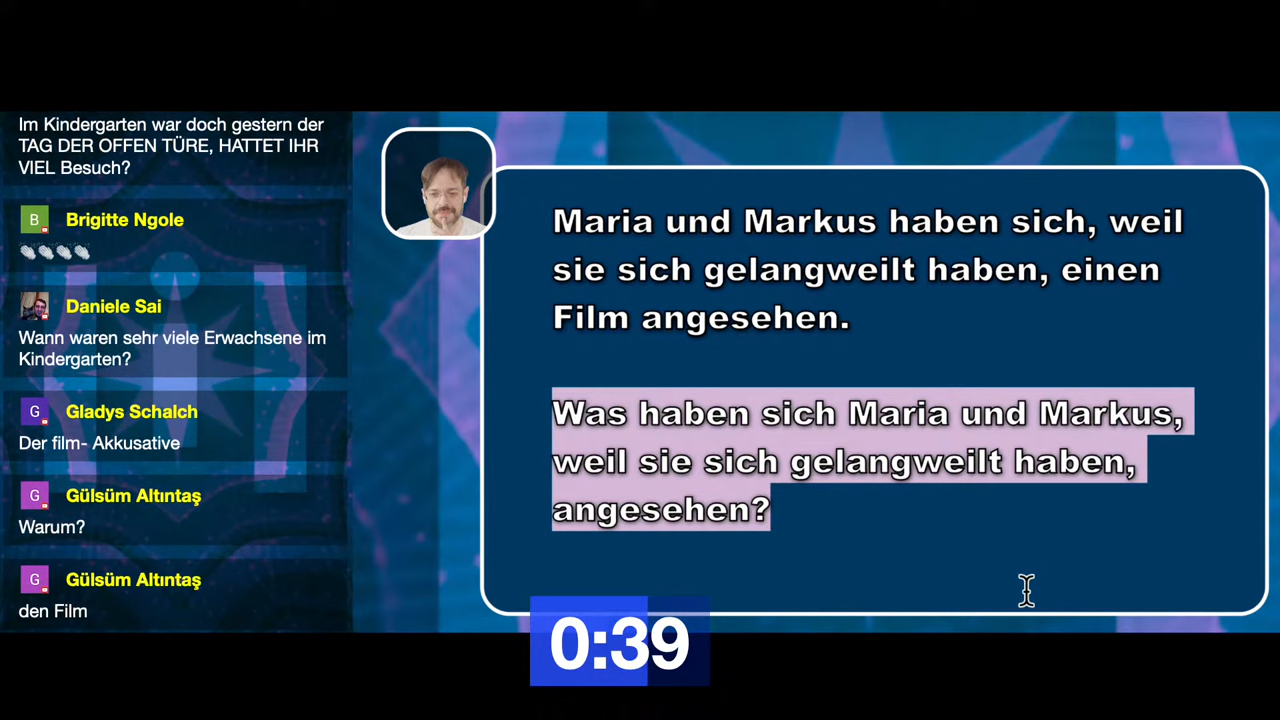 Im Kindergarten war doch gestern der
TAG DER OFFEN TÜRE, HATTET IHR
VIEL Besuch?
B Brigitte Ngole
Daniele Sai
Wann waren sehr viele Erwachsene im
Kindergarten?
G Gladys Schalch
Der film- Akkusative
G Gülsüm Altıntaş
Warum?
G Gülsüm Altıntaş
den Film
Maria und Markus haben sich, weil
sie sich gelangweilt haben, einen
Film angesehen.
Was haben sich Maria und Markus,
weil sie sich gelangweilt haben,
angesehen?
0:39